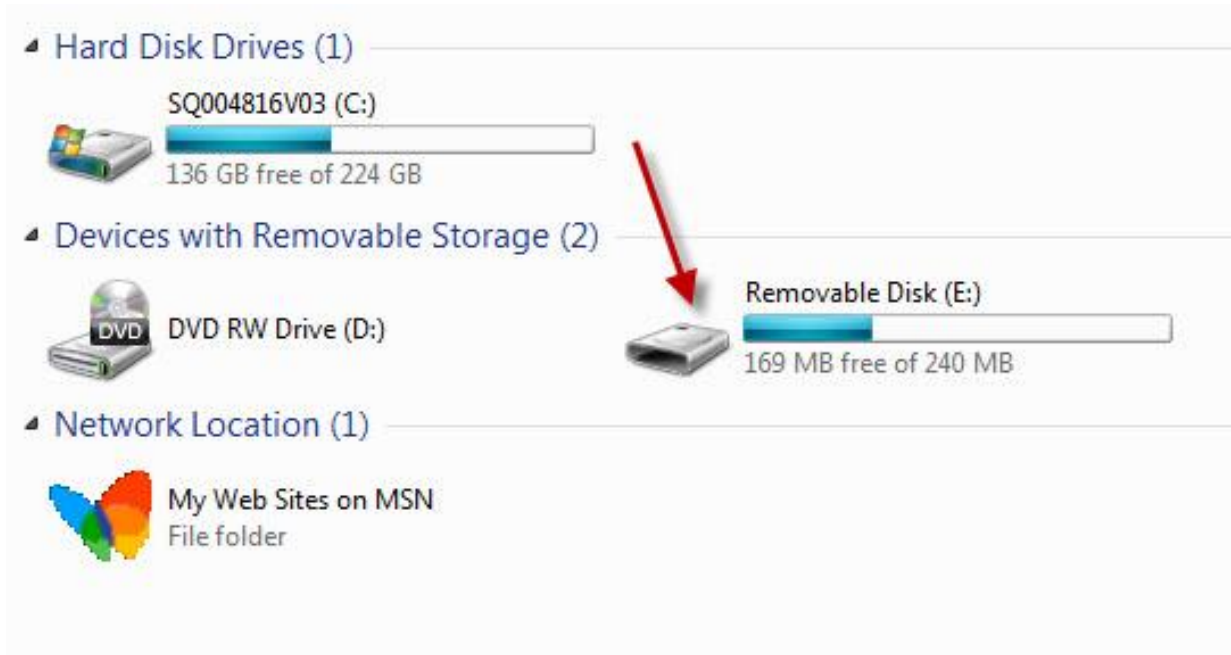 Hard Disk Drives (1)
SQ004816V03 (C:)
136 GB free of 224 GB
Devices with Removable Storage (2)
DVD
DVD RW Drive (D:)
Removable Disk (E:)
169 MB free of 240 MB
Network Location (1)
My Web Sites on MSN
File folder